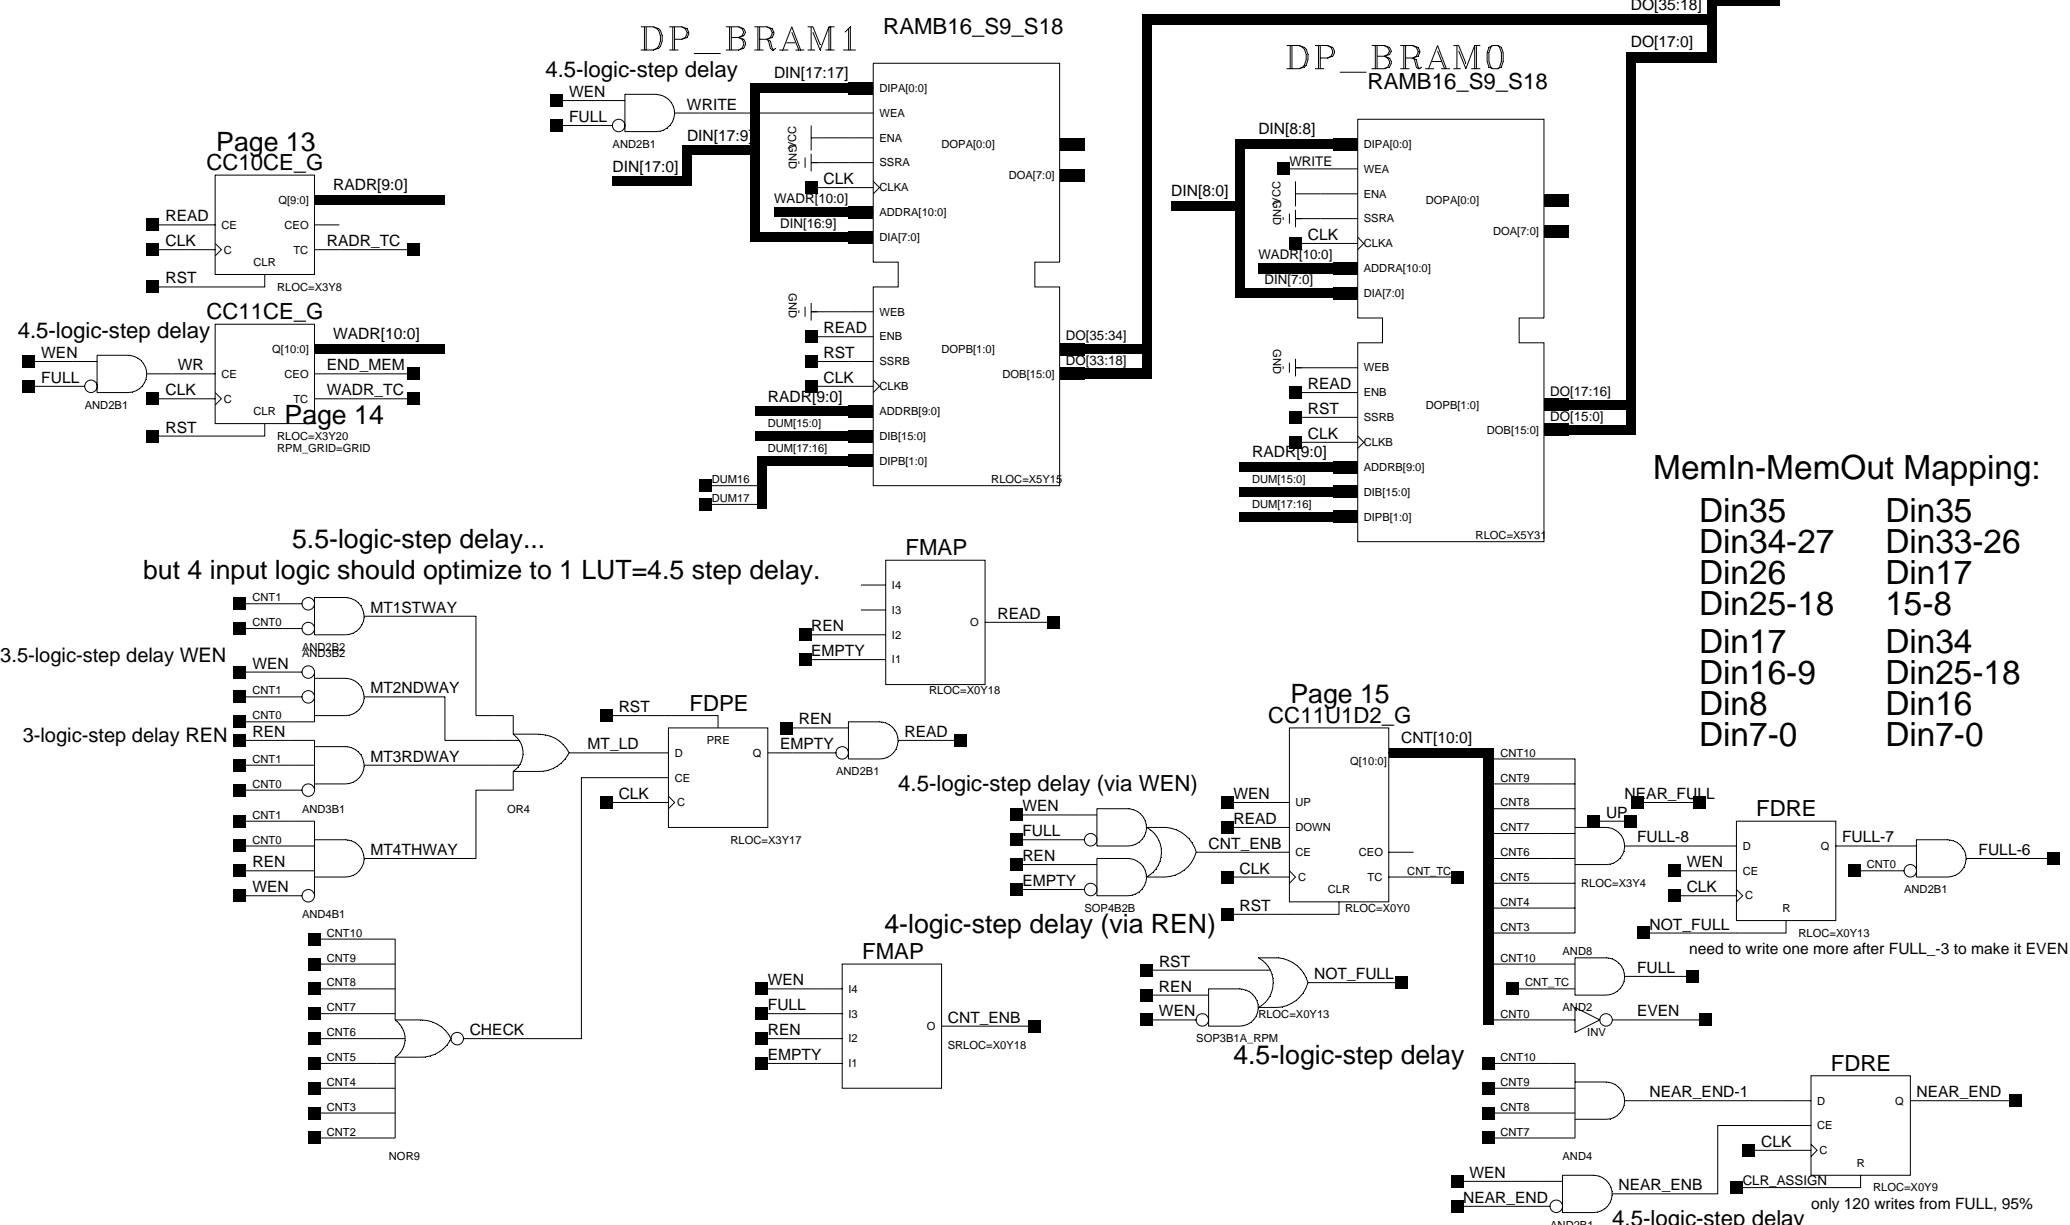 DO[35:18]
DO[17:0]
DP_BRAM1
RAMB16_S9_S18
4.5-logic-step delay
WEN
FULL
AND2B1
WRITE
DIN[17:17]
DIN[17:9]
DIN[17:0]
VCC
GND
CLK
WADR[10:0]
DIN[16:9]
DIPA[0:0]
WEA
ENA
SSRA
CLKA
ADDRA[10:0]
DIA[7:0]
DOPA[0:0]
DOA[7:0]
GND
READ
RST
CLK
RADR[9:0]
DUM[15:0]
DUM[17:16]
DUM16
DUM17
WEB
ENB
SSRB
CLKB
ADDRB[9:0]
DIB[15:0]
DIPB[1:0]
DOPB[1:0]
DOB[15:0]
DO[35:34]
DO[33:18]
RLOC=X5Y15
DP_BRAM0
RAMB16_S9_S18
DIN[8:8]
WRITE
DIN[8:0]
VCC
GND
CLK
WADR[10:0]
DIN[7:0]
DIPA[0:0]
WEA
ENA
SSRA
CLKA
ADDRA[10:0]
DIA[7:0]
DOPA[0:0]
DOA[7:0]
GND
READ
RST
CLK
RADR[9:0]
DUM[15:0]
DUM[17:16]
WEB
ENB
SSRB
CLKB
ADDRB[9:0]
DIB[15:0]
DIPB[1:0]
DOPB[1:0]
DOB[15:0]
DO[17:16]
DO[15:0]
RLOC=X5Y31
Page 13
CC10CE_G
READ
CLK
RST
CE
C
CLR
Q[9:0]
CEO
TC
RADR[9:0]
RADR_TC
RLOC=X3Y8
CC11CE_G
4.5-logic-step delay
WEN
FULL
AND2B1
WR
CLK
RST
CE
C
CLR
Q[10:0]
CEO
TC
WADR[10:0]
END_MEM
WADR_TC
Page 14
RLOC=X3Y20
RPM_GRID=GRID
MemIn-MemOut Mapping:
Din35 Din35
Din34-27 Din33-26
Din26 Din17
Din25-18 15-8
Din17 Din34
Din16-9 Din25-18
Din8 Din16
Din7-0 Din7-0
5.5-logic-step delay...
but 4 input logic should optimize to 1 LUT=4.5 step delay.
CNT1
CNT0
MT1STWAY
AND2B2
AND3B2
3.5-logic-step delay WEN
WEN
CNT1
CNT0
MT2NDWAY
3-logic-step delay REN
REN
CNT1
CNT0
MT3RDWAY
AND3B1
CNT1
CNT0
REN
WEN
MT4THWAY
AND4B1
OR4
MT_LD
RST
FDPE
PRE
D
CE
C
Q
CLK
RLOC=X3Y17
REN
EMPTY
AND2B1
READ
CNT10
CNT9
CNT8
CNT7
CNT6
CNT5
CNT4
CNT3
CNT2
NOR9
CHECK
FMAP
I4
I3
I2
I1
REN
EMPTY
O
READ
RLOC=X0Y18
4.5-logic-step delay (via WEN)
WEN
FULL
REN
EMPTY
SOP4B2B
CNT_ENB
4-logic-step delay (via REN)
Page 15
CC11U1D2_G
WEN
READ
CLK
RST
UP
DOWN
CE
C
CLR
Q[10:0]
CEO
TC
CNT[10:0]
CNT_TC
RLOC=X0Y0
FMAP
WEN
FULL
REN
EMPTY
I4
I3
I2
I1
O
CNT_ENB
SRLOC=X0Y18
RST
REN
WEN
NOT_FULL
RLOC=X0Y13
SOP3B1A_RPM
4.5-logic-step delay
CNT10
CNT9
CNT8
CNT7
CNT6
CNT5
CNT4
CNT3
NEAR_FULL
UP
FULL-8
RLOC=X3Y4
AND8
WEN
CLK
NOT_FULL
FDRE
D
CE
C
R
Q
RLOC=X0Y13
FULL-7
CNT0
AND2B1
FULL-6
need to write one more after FULL_-3 to make it EVEN
CNT10
CNT_TC
FULL
AND2
CNT0
INV
EVEN
CNT10
CNT9
CNT8
CNT7
AND4
NEAR_END-1
FDRE
D
CE
C
R
Q
NEAR_END
CLK
CLR_ASSIGN
RLOC=X0Y9
only 120 writes from FULL, 95%
WEN
NEAR_END
AND2B1
NEAR_ENB
4.5-logic-step delay